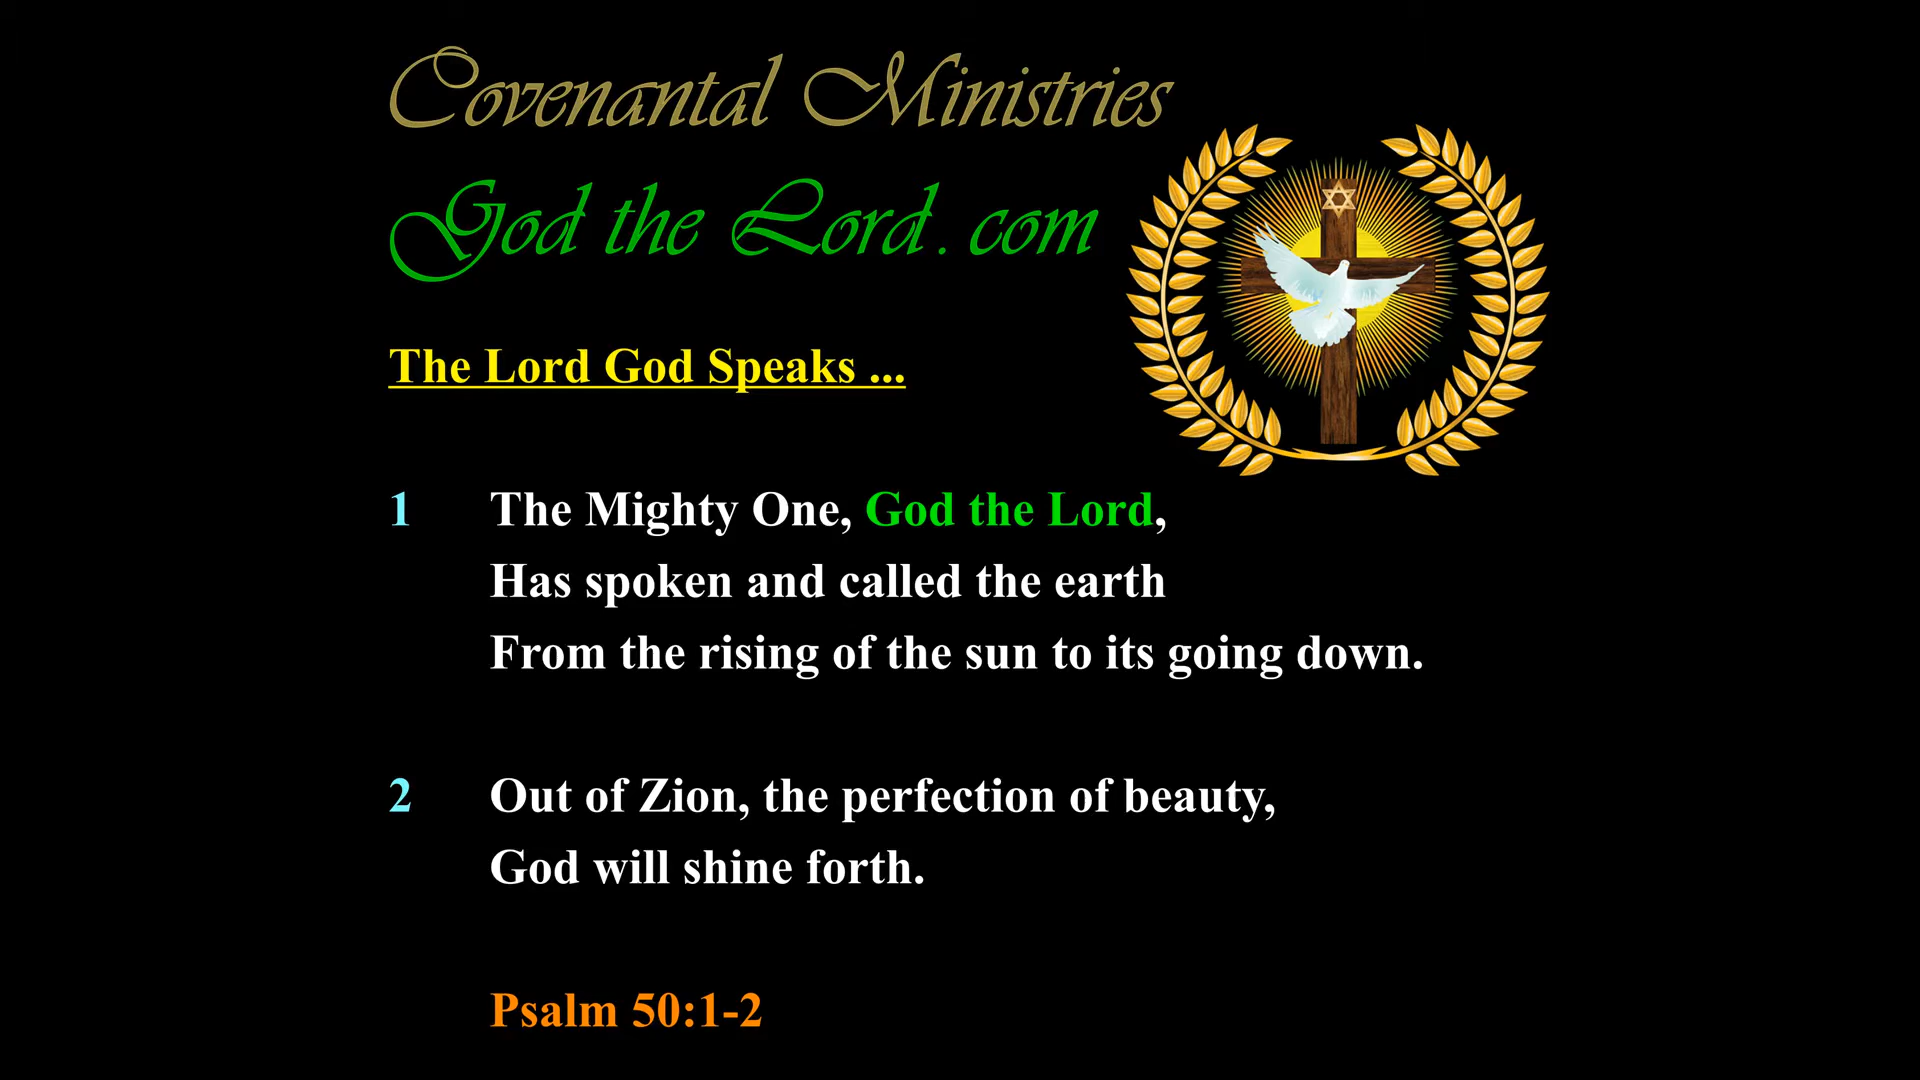 Covenantal Ministries
God the Lord.com
The Lord God Speaks ...
1 The Mighty One, God the Lord,
Has spoken and called the earth
From the rising of the sun to its going down.
2 Out of Zion, the perfection of beauty,
God will shine forth.
Psalm 50:1-2